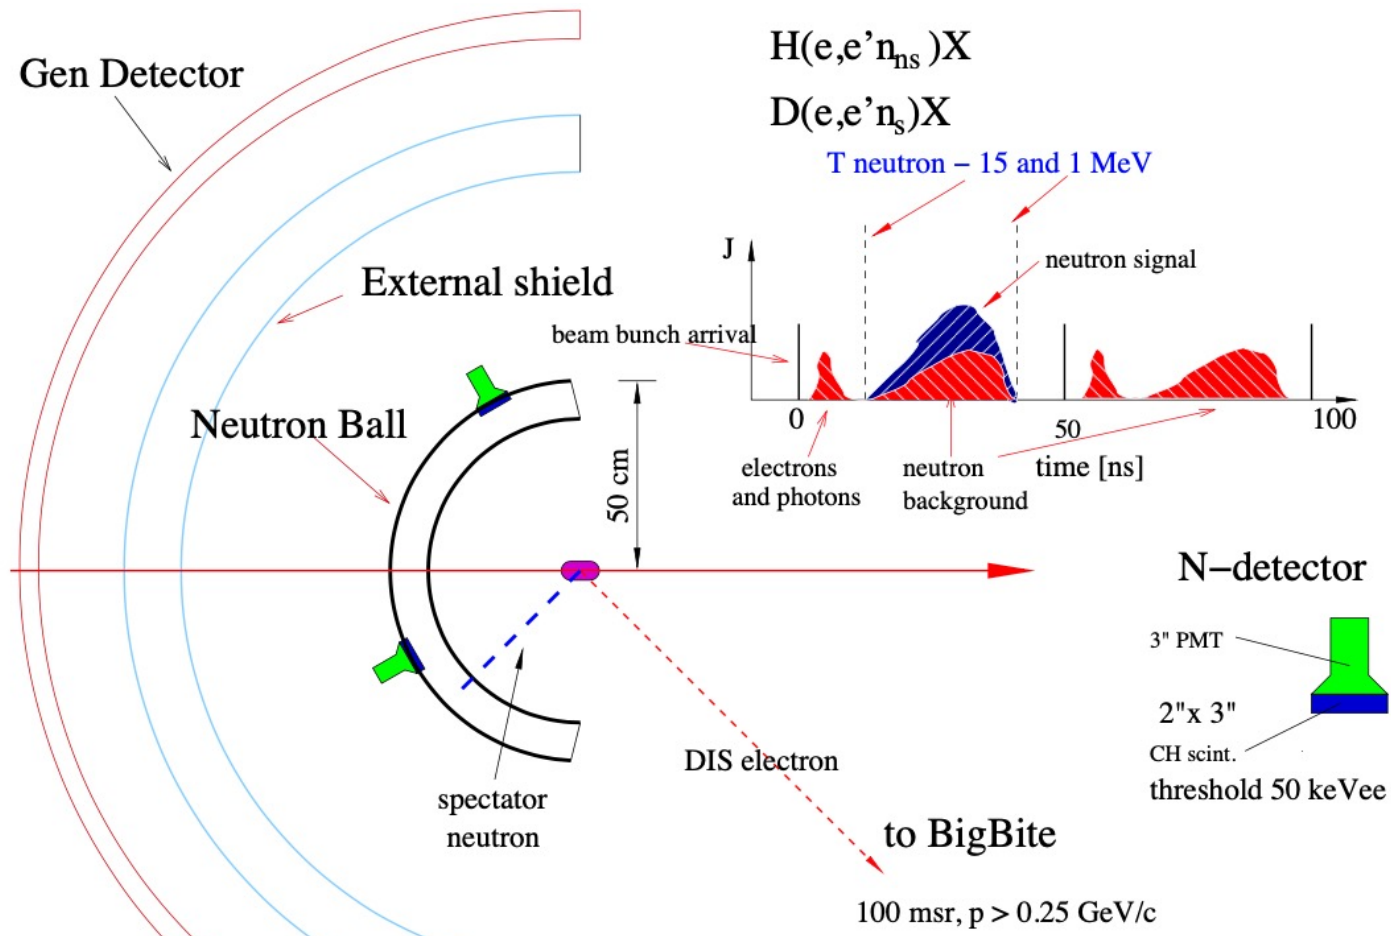 Gen Detector
H(e,e’nns )X
D(e,e’ns)X
T neutron – 15 and 1 MeV
J
neutron signal
External shield
beam bunch arrival
Neutron Ball
0
50
100
time [ns]
electrons
and photons
neutron
background
50 cm
N–detector
3" PMT
2"x 3"
CH scint.
threshold 50 keVee
DIS electron
spectator
neutron
to BigBite
100 msr, p > 0.25 GeV/c